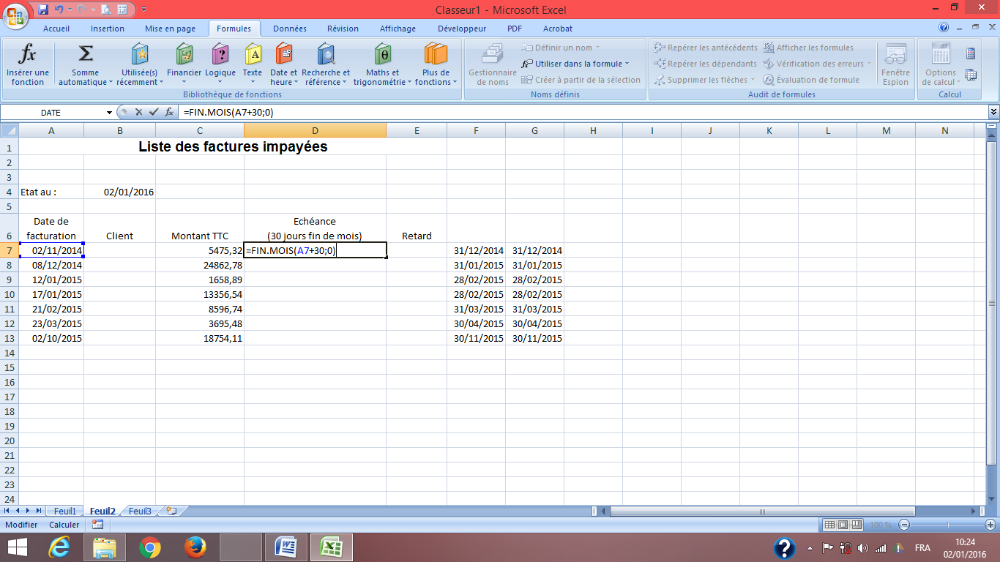 Classeur1 - Microsoft Excel
Accueil Insertion Mise en page Formules Données Révision Affichage Développeur PDF Acrobat
Insérer une fonction
Somme automatique
Utilisée(s) récemment
Financier
Logique
Texte
Date et heure
Recherche et référence
Maths et trigonométrie
Plus de fonctions
Bibliothèque de fonctions
Gestionnaire de noms
Définir un nom
Utiliser dans la formule
Créer à partir de la sélection
Noms définis
Repérer les antécédents
Repérer les dépendants
Supprimer les flèches
Afficher les formules
Vérification des erreurs
Évaluation de formule
Fenêtre Espion
Audit de formules
Options de calcul
Calcul
DATE fx =FIN.MOIS(A7+30;0)
A B C D E F G H I J K L M N
1 Liste des factures impayées
2
3
4 Etat au : 02/01/2016
5
6 Date de facturation Client Montant TTC Echéance (30 jours fin de mois) Retard
7 02/11/2014 5475,32 =FIN.MOIS(A7+30;0) 31/12/2014 31/12/2014
8 08/12/2014 24862,78 31/01/2015 31/01/2015
9 12/01/2015 1658,89 28/02/2015 28/02/2015
10 17/01/2015 13356,54 28/02/2015 28/02/2015
11 21/02/2015 8596,74 31/03/2015 31/03/2015
12 23/03/2015 3695,48 30/04/2015 30/04/2015
13 02/10/2015 18754,11 30/11/2015 30/11/2015
14
15
16
17
18
19
20
21
22
23
24
Feuil1 Feuil2 Feuil3
Modifier Calculer 100 %
FRA 10:24
02/01/2016